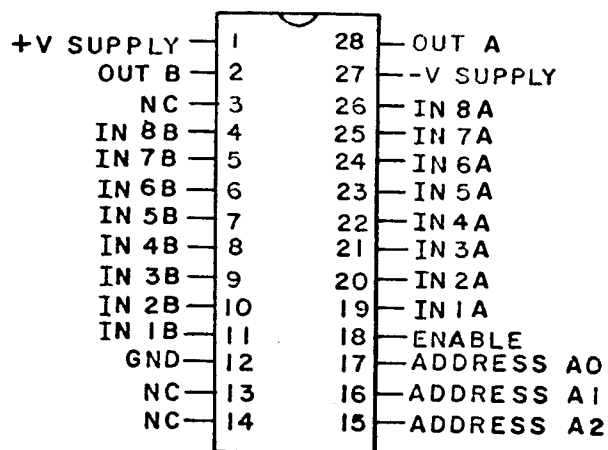 +V SUPPLY 1 28 OUT A
OUT B 2 27 -V SUPPLY
NC 3 26 IN 8A
IN 8B 4 25 IN 7A
IN 7B 5 24 IN 6A
IN 6B 6 23 IN 5A
IN 5B 7 22 IN 4A
IN 4B 8 21 IN 3A
IN 3B 9 20 IN 2A
IN 2B 10 19 IN 1A
IN 1B 11 18 ENABLE
GND 12 17 ADDRESS A0
NC 13 16 ADDRESS A1
NC 14 15 ADDRESS A2